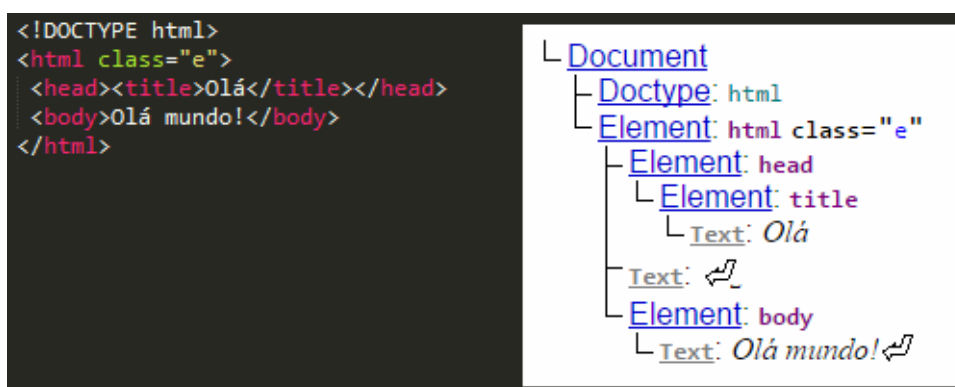 <!DOCTYPE html>
<html class="e">
<head><title>Olá</title></head>
<body>Olá mundo!</body>
</html>
Document
Doctype: html
Element: html class="e"
Element: head
Element: title
Text: Olá
Text: ⏎_
Element: body
Text: Olá mundo!⏎